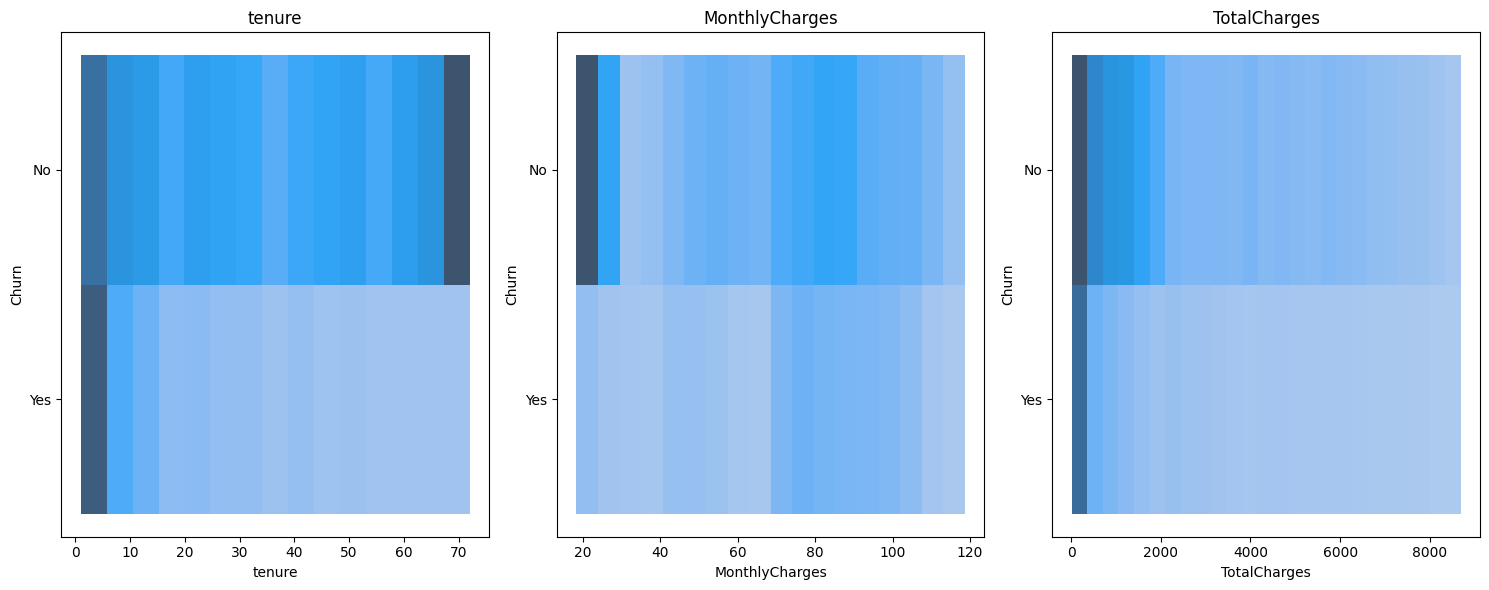 tenure
No
Yes
Churn
0 10 20 30 40 50 60 70
tenure
MonthlyCharges
No
Yes
Churn
20 40 60 80 100 120
MonthlyCharges
TotalCharges
No
Yes
Churn
0 2000 4000 6000 8000
TotalCharges